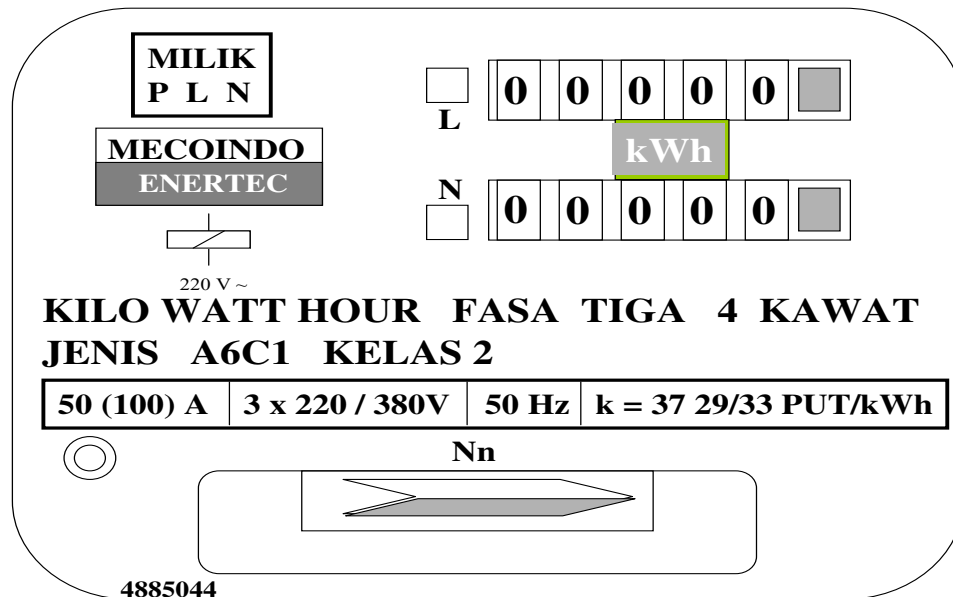 MILIK
P L N
MECOINDO
ENERTEC
220 V ~
L
0 0 0 0 0
kWh
N
0 0 0 0 0
KILO WATT HOUR FASA TIGA 4 KAWAT
JENIS A6C1 KELAS 2
50 (100) A 3 x 220 / 380V 50 Hz k = 37 29/33 PUT/kWh
Nn
4885044